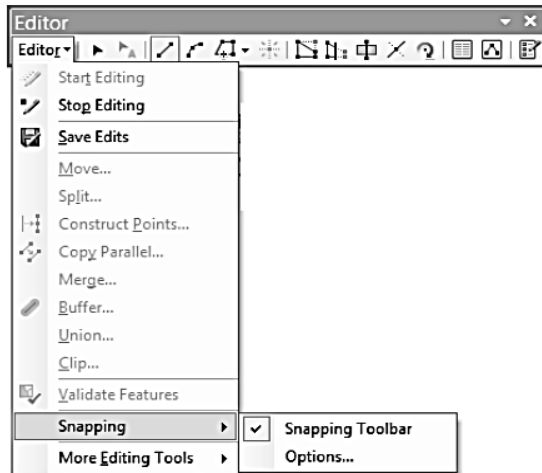 Editor
Editor
Start Editing
Stop Editing
Save Edits
Move...
Split...
Construct Points...
Copy Parallel...
Merge...
Buffer...
Union...
Clip...
Validate Features
Snapping
Snapping Toolbar
More Editing Tools
Options...